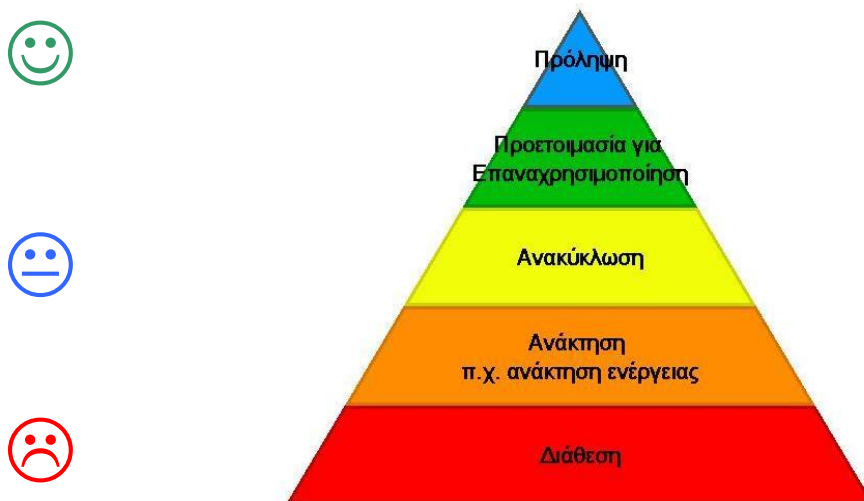 Πρόληψη
Προετοιμασία για
Επαναχρησιμοποίηση
Ανακύκλωση
Ανάκτηση
π.χ. ανάκτηση ενέργειας
Διάθεση